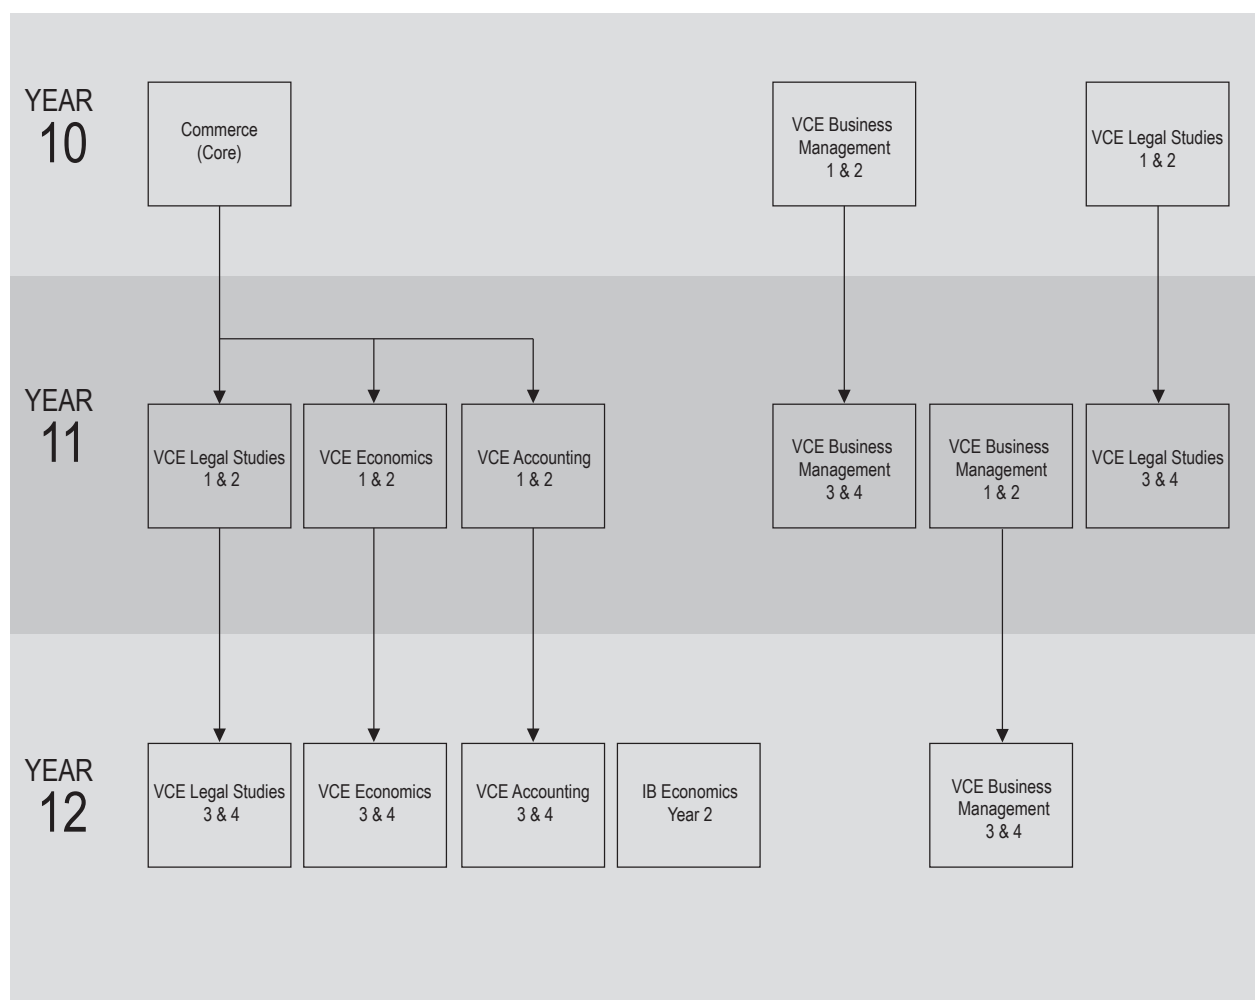 YEAR
10
Commerce
(Core)
VCE Business
Management
1 & 2
VCE Legal Studies
1 & 2
YEAR
11
VCE Legal Studies
1 & 2
VCE Economics
1 & 2
VCE Accounting
1 & 2
VCE Business
Management
3 & 4
VCE Business
Management
1 & 2
VCE Legal Studies
3 & 4
YEAR
12
VCE Legal Studies
3 & 4
VCE Economics
3 & 4
VCE Accounting
3 & 4
IB Economics
Year 2
VCE Business
Management
3 & 4